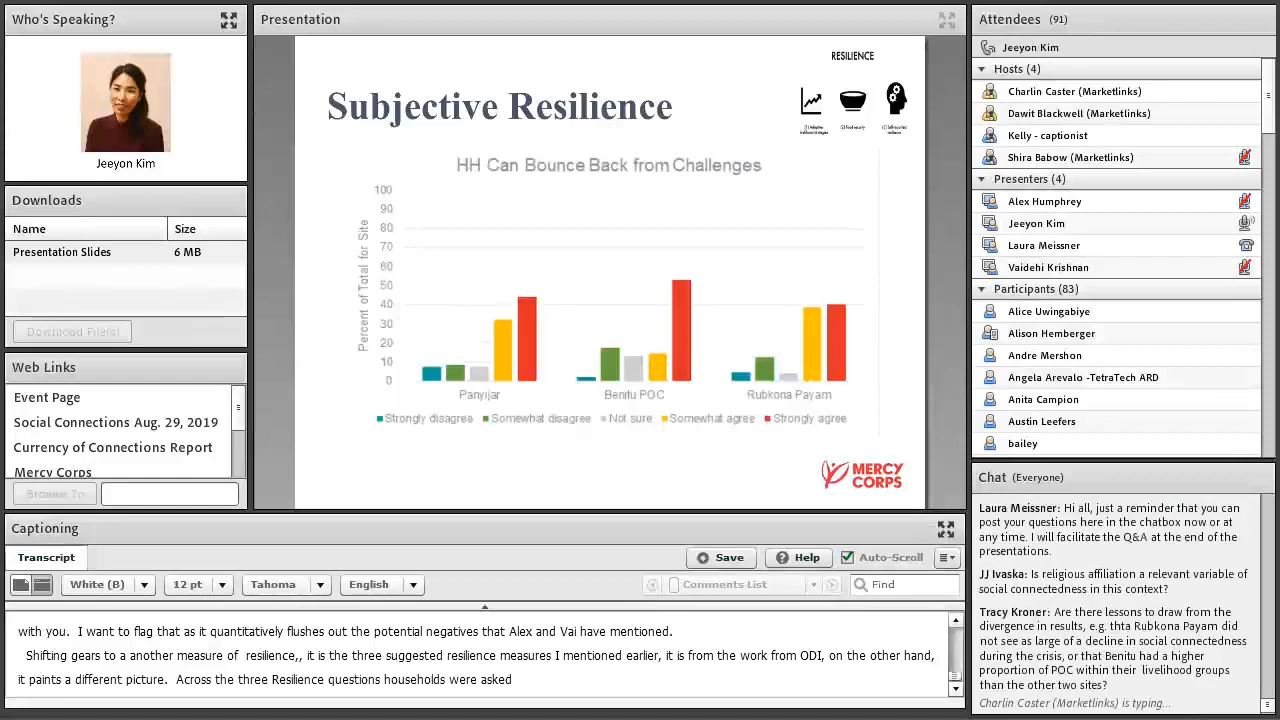 Who's Speaking?
Jeeyon Kim
Downloads
Name Size
Presentation Slides 6 MB
Download File(s)
Web Links
Event Page
Social Connections Aug. 29, 2019
Currency of Connections Report
Mercy Corps
Browse To
Presentation
RESILIENCE
Subjective Resilience
HH Can Bounce Back from Challenges
Percent of Total for Site
100
90
80
70
60
50
40
30
20
10
0
Panyijar Benitu POC Rubkona Payam
Strongly disagree Somewhat disagree Not sure Somewhat agree Strongly agree
MERCY
CORPS
Captioning
Transcript Save Help Auto-Scroll
White (B) 12 pt Tahoma English Comments List Find
with you. I want to flag that as it quantitatively flushes out the potential negatives that Alex and Vai have mentioned.
Shifting gears to a another measure of resilience,, it is the three suggested resilience measures I mentioned earlier, it is from the work from ODI, on the other hand,
it paints a different picture. Across the three Resilience questions households were asked
Attendees (91)
Jeeyon Kim
Hosts (4)
Charlin Caster (Marketlinks)
Dawit Blackwell (Marketlinks)
Kelly - captionist
Shira Babow (Marketlinks)
Presenters (4)
Alex Humphrey
Jeeyon Kim
Laura Meissner
Vaidehi Krishnan
Participants (83)
Alice Uwingabiye
Alison Hemberger
Andre Mershon
Angela Arevalo -TetraTech ARD
Anita Campion
Austin Leefers
bailey
Chat (Everyone)
Laura Meissner: Hi all, just a reminder that you can
post your questions here in the chatbox now or at
any time. I will facilitate the Q&A at the end of the
presentations.
JJ Ivaska: Is religious affiliation a relevant variable of
social connectedness in this context?
Tracy Kroner: Are there lessons to draw from the
divergence in results, e.g. thta Rubkona Payam did
not see as large of a decline in social connectedness
during the crisis, or that Benitu had a higher
proportion of POC within their livelihood groups
than the other two sites?
Charlin Caster (Marketlinks) is typing...